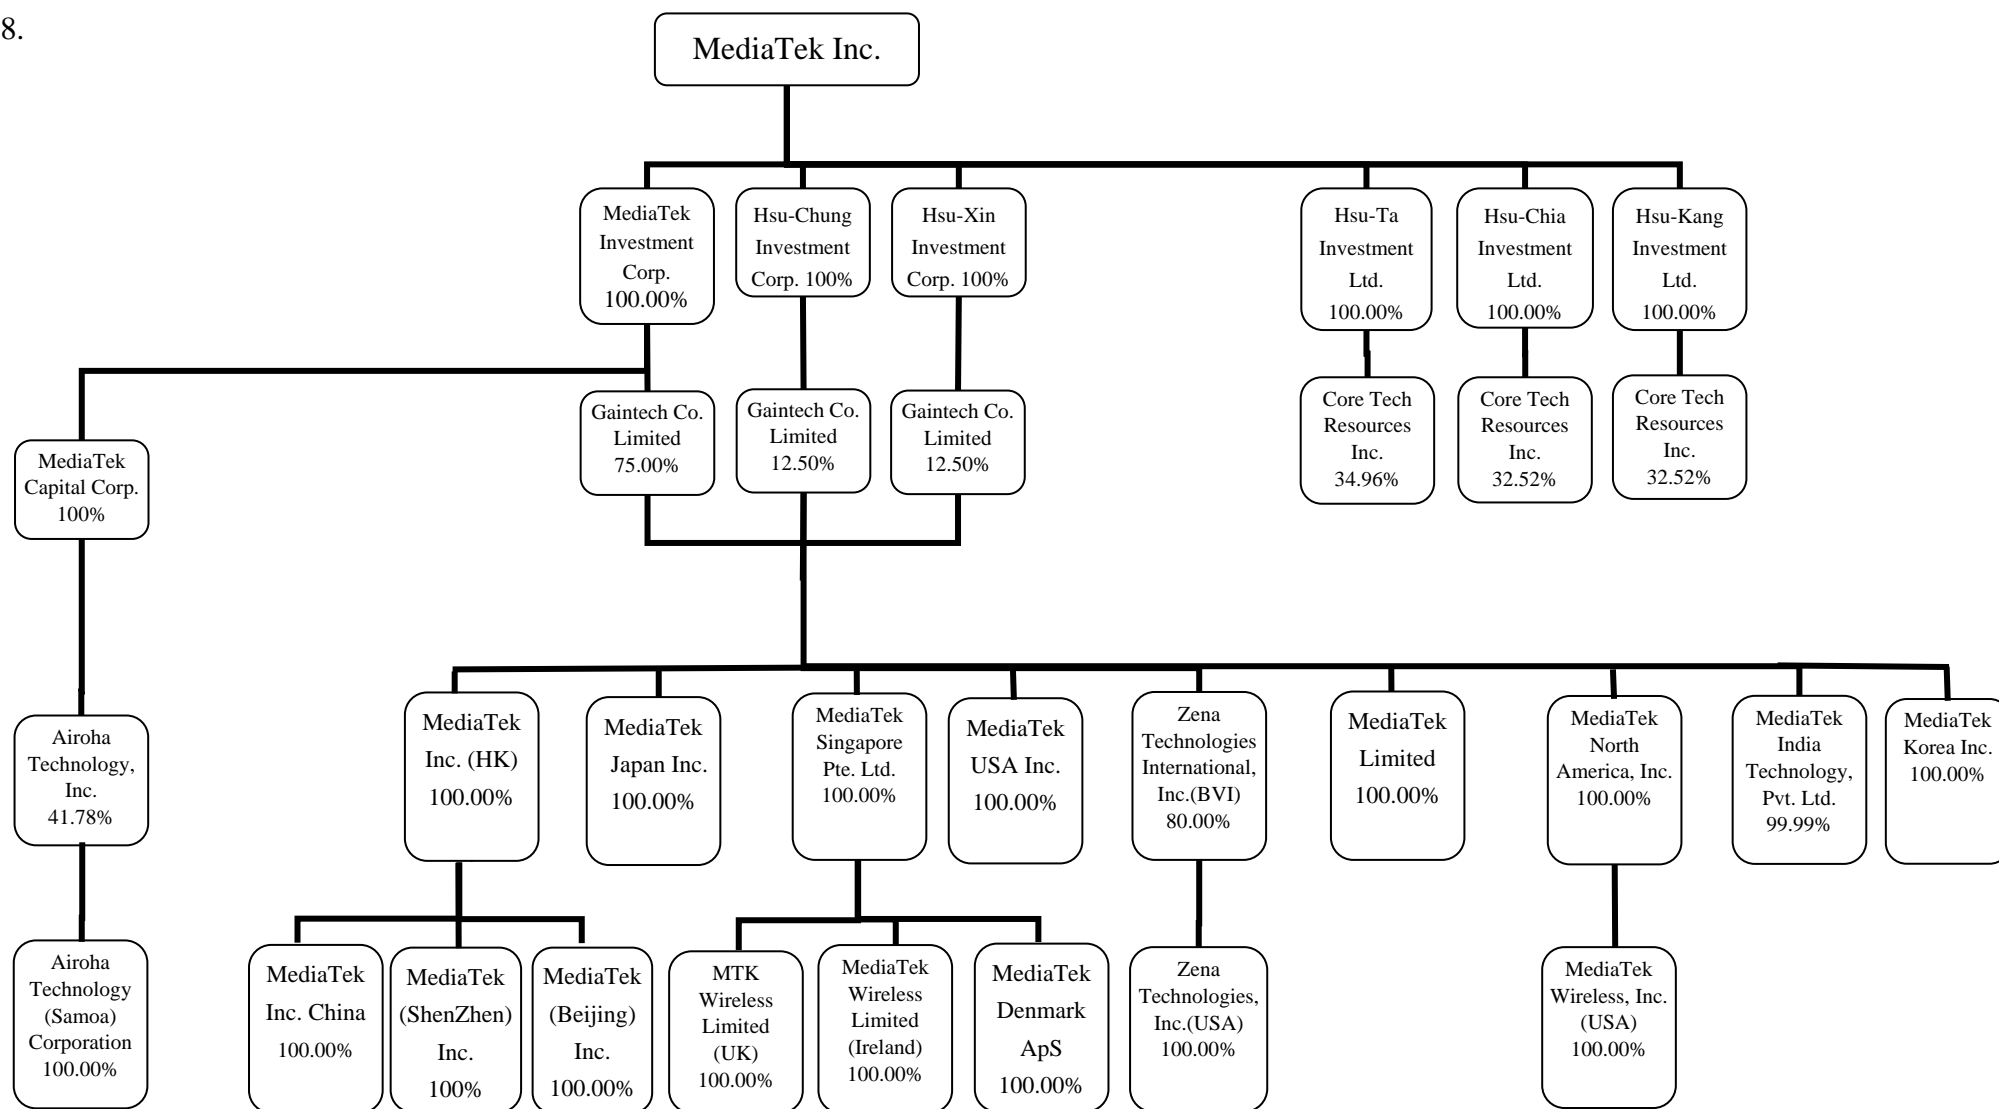 8.
MediaTek Inc.
MediaTek
Investment
Corp.
100.00%
Hsu-Chung
Investment
Corp. 100%
Hsu-Xin
Investment
Corp. 100%
Hsu-Ta
Investment
Ltd.
100.00%
Hsu-Chia
Investment
Ltd.
100.00%
Hsu-Kang
Investment
Ltd.
100.00%
Gaintech Co.
Limited
75.00%
Gaintech Co.
Limited
12.50%
Gaintech Co.
Limited
12.50%
Core Tech
Resources
Inc.
34.96%
Core Tech
Resources
Inc.
32.52%
Core Tech
Resources
Inc.
32.52%
MediaTek
Capital Corp.
100%
Airoha
Technology,
Inc.
41.78%
MediaTek
Inc. (HK)
100.00%
MediaTek
Japan Inc.
100.00%
MediaTek
Singapore
Pte. Ltd.
100.00%
MediaTek
USA Inc.
100.00%
Zena
Technologies
International,
Inc.(BVI)
80.00%
MediaTek
Limited
100.00%
MediaTek
North
America, Inc.
100.00%
MediaTek
India
Technology,
Pvt. Ltd.
99.99%
MediaTek
Korea Inc.
100.00%
Airoha
Technology
(Samoa)
Corporation
100.00%
MediaTek
Inc. China
100.00%
MediaTek
(ShenZhen)
Inc.
100%
MediaTek
(Beijing)
Inc.
100.00%
MTK
Wireless
Limited
(UK)
100.00%
MediaTek
Wireless
Limited
(Ireland)
100.00%
MediaTek
Denmark
ApS
100.00%
Zena
Technologies,
Inc.(USA)
100.00%
MediaTek
Wireless, Inc.
(USA)
100.00%